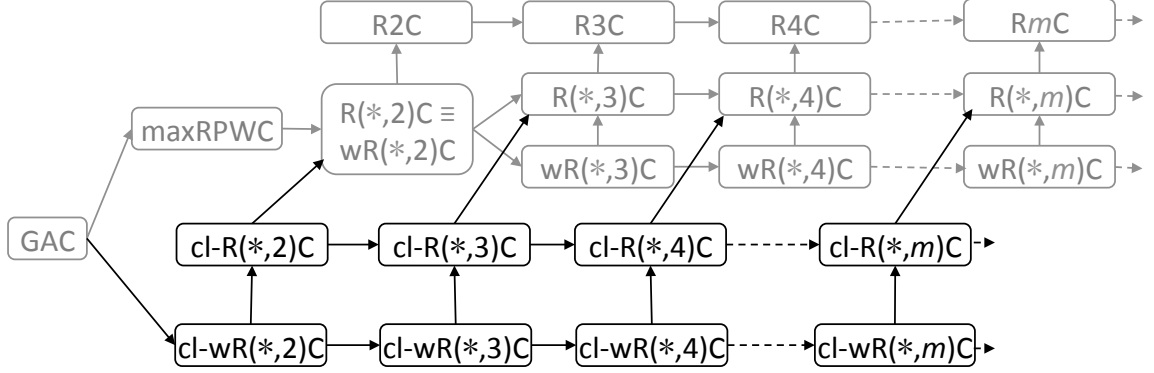 R2C
R3C
R4C
RmC
R(*,2)C ≡
wR(*,2)C
R(*,3)C
R(*,4)C
R(*,m)C
maxRPWC
wR(*,3)C
wR(*,4)C
wR(*,m)C
GAC
cl-R(*,2)C
cl-R(*,3)C
cl-R(*,4)C
cl-R(*,m)C
cl-wR(*,2)C
cl-wR(*,3)C
cl-wR(*,4)C
cl-wR(*,m)C